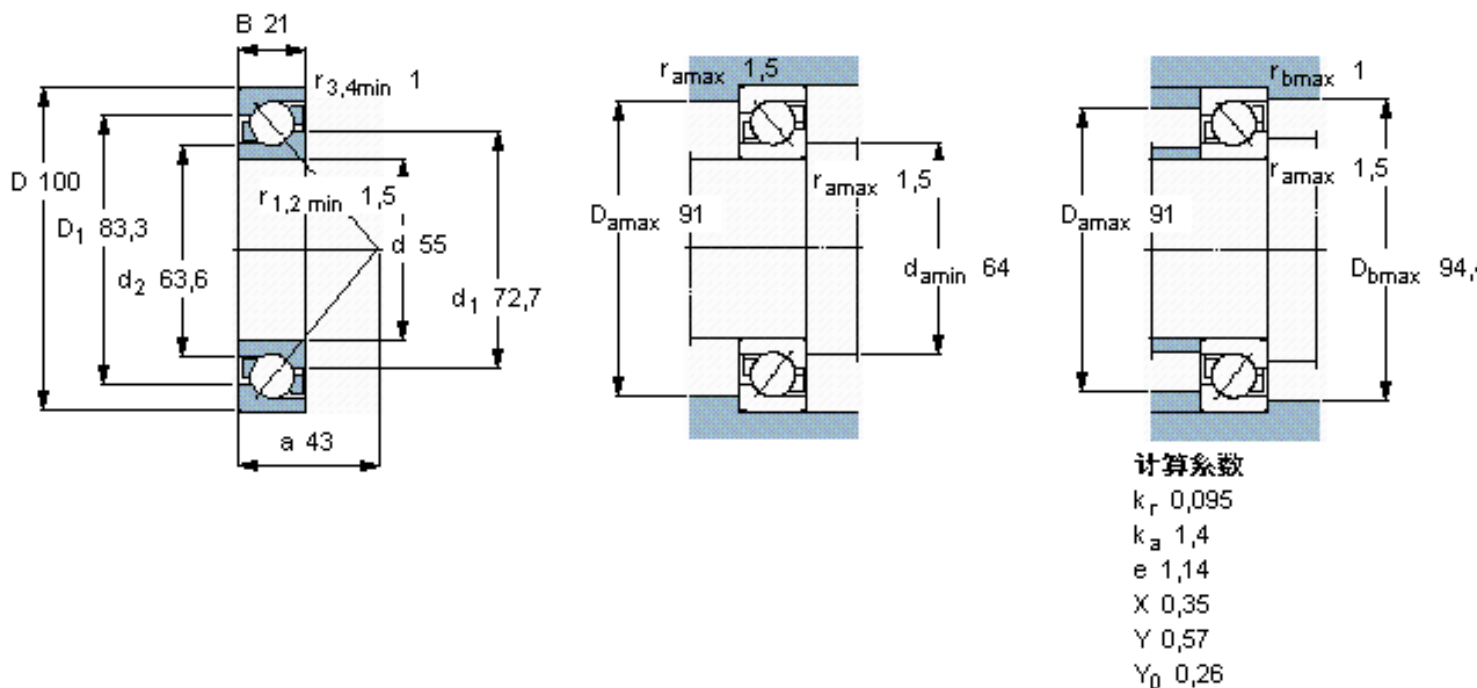 B 21
r3,4min 1
D 100
D1 83,3
d2 63,6
r1,2 min 1,5
d 55
d1 72,7
a 43
ramax 1,5
ramax 1,5
Damax 91
damin 64
rbmax 1
ramax 1,5
Damax 91
Dbmax 94,4
计算系数
kr 0,095
ka 1,4
e 1,14
X 0,35
Y 0,57
Y0 0,26